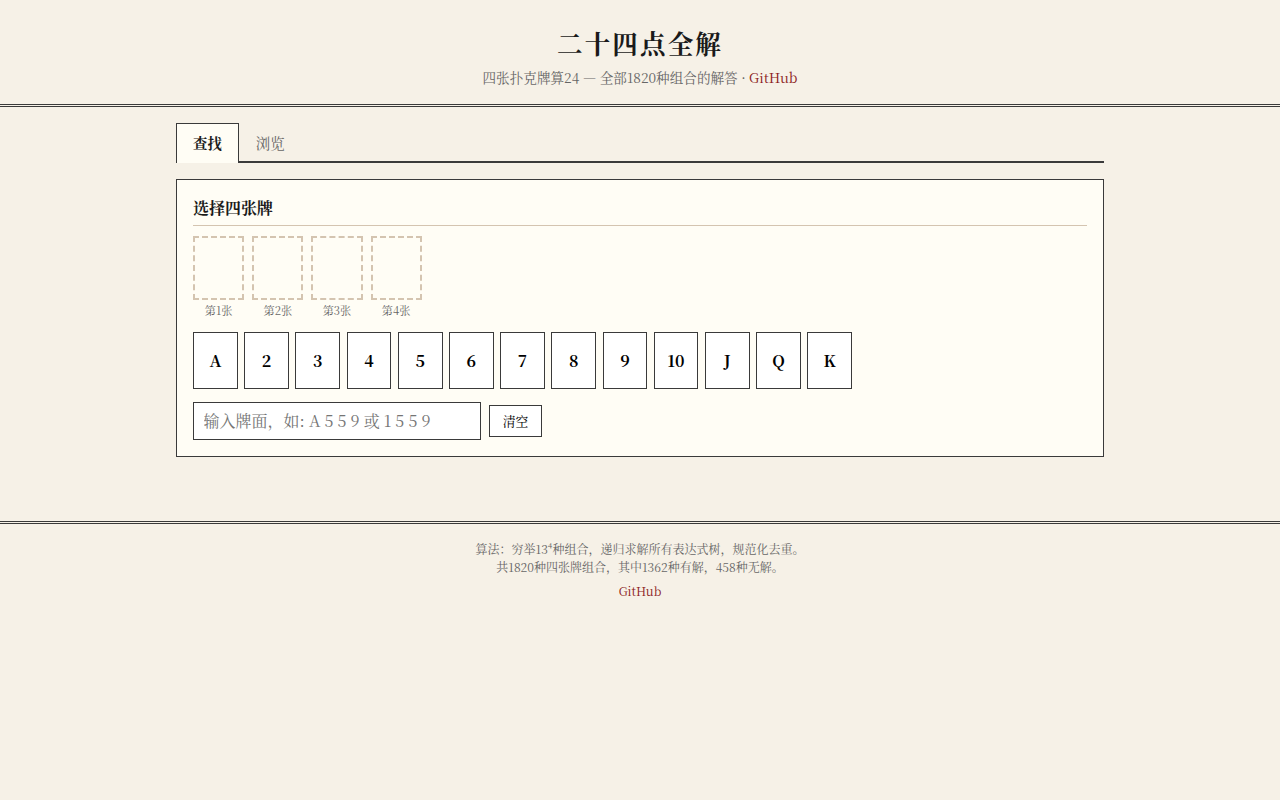 二十四点全解
四张扑克牌算24 — 全部1820种组合的解答 · GitHub
查找 浏览
选择四张牌
第1张 第2张 第3张 第4张
A 2 3 4 5 6 7 8 9 10 J Q K
输入牌面，如: A 5 5 9 或 1 5 5 9 清空
算法：穷举13⁴种组合，递归求解所有表达式树，规范化去重。
共1820种四张牌组合，其中1362种有解，458种无解。
GitHub